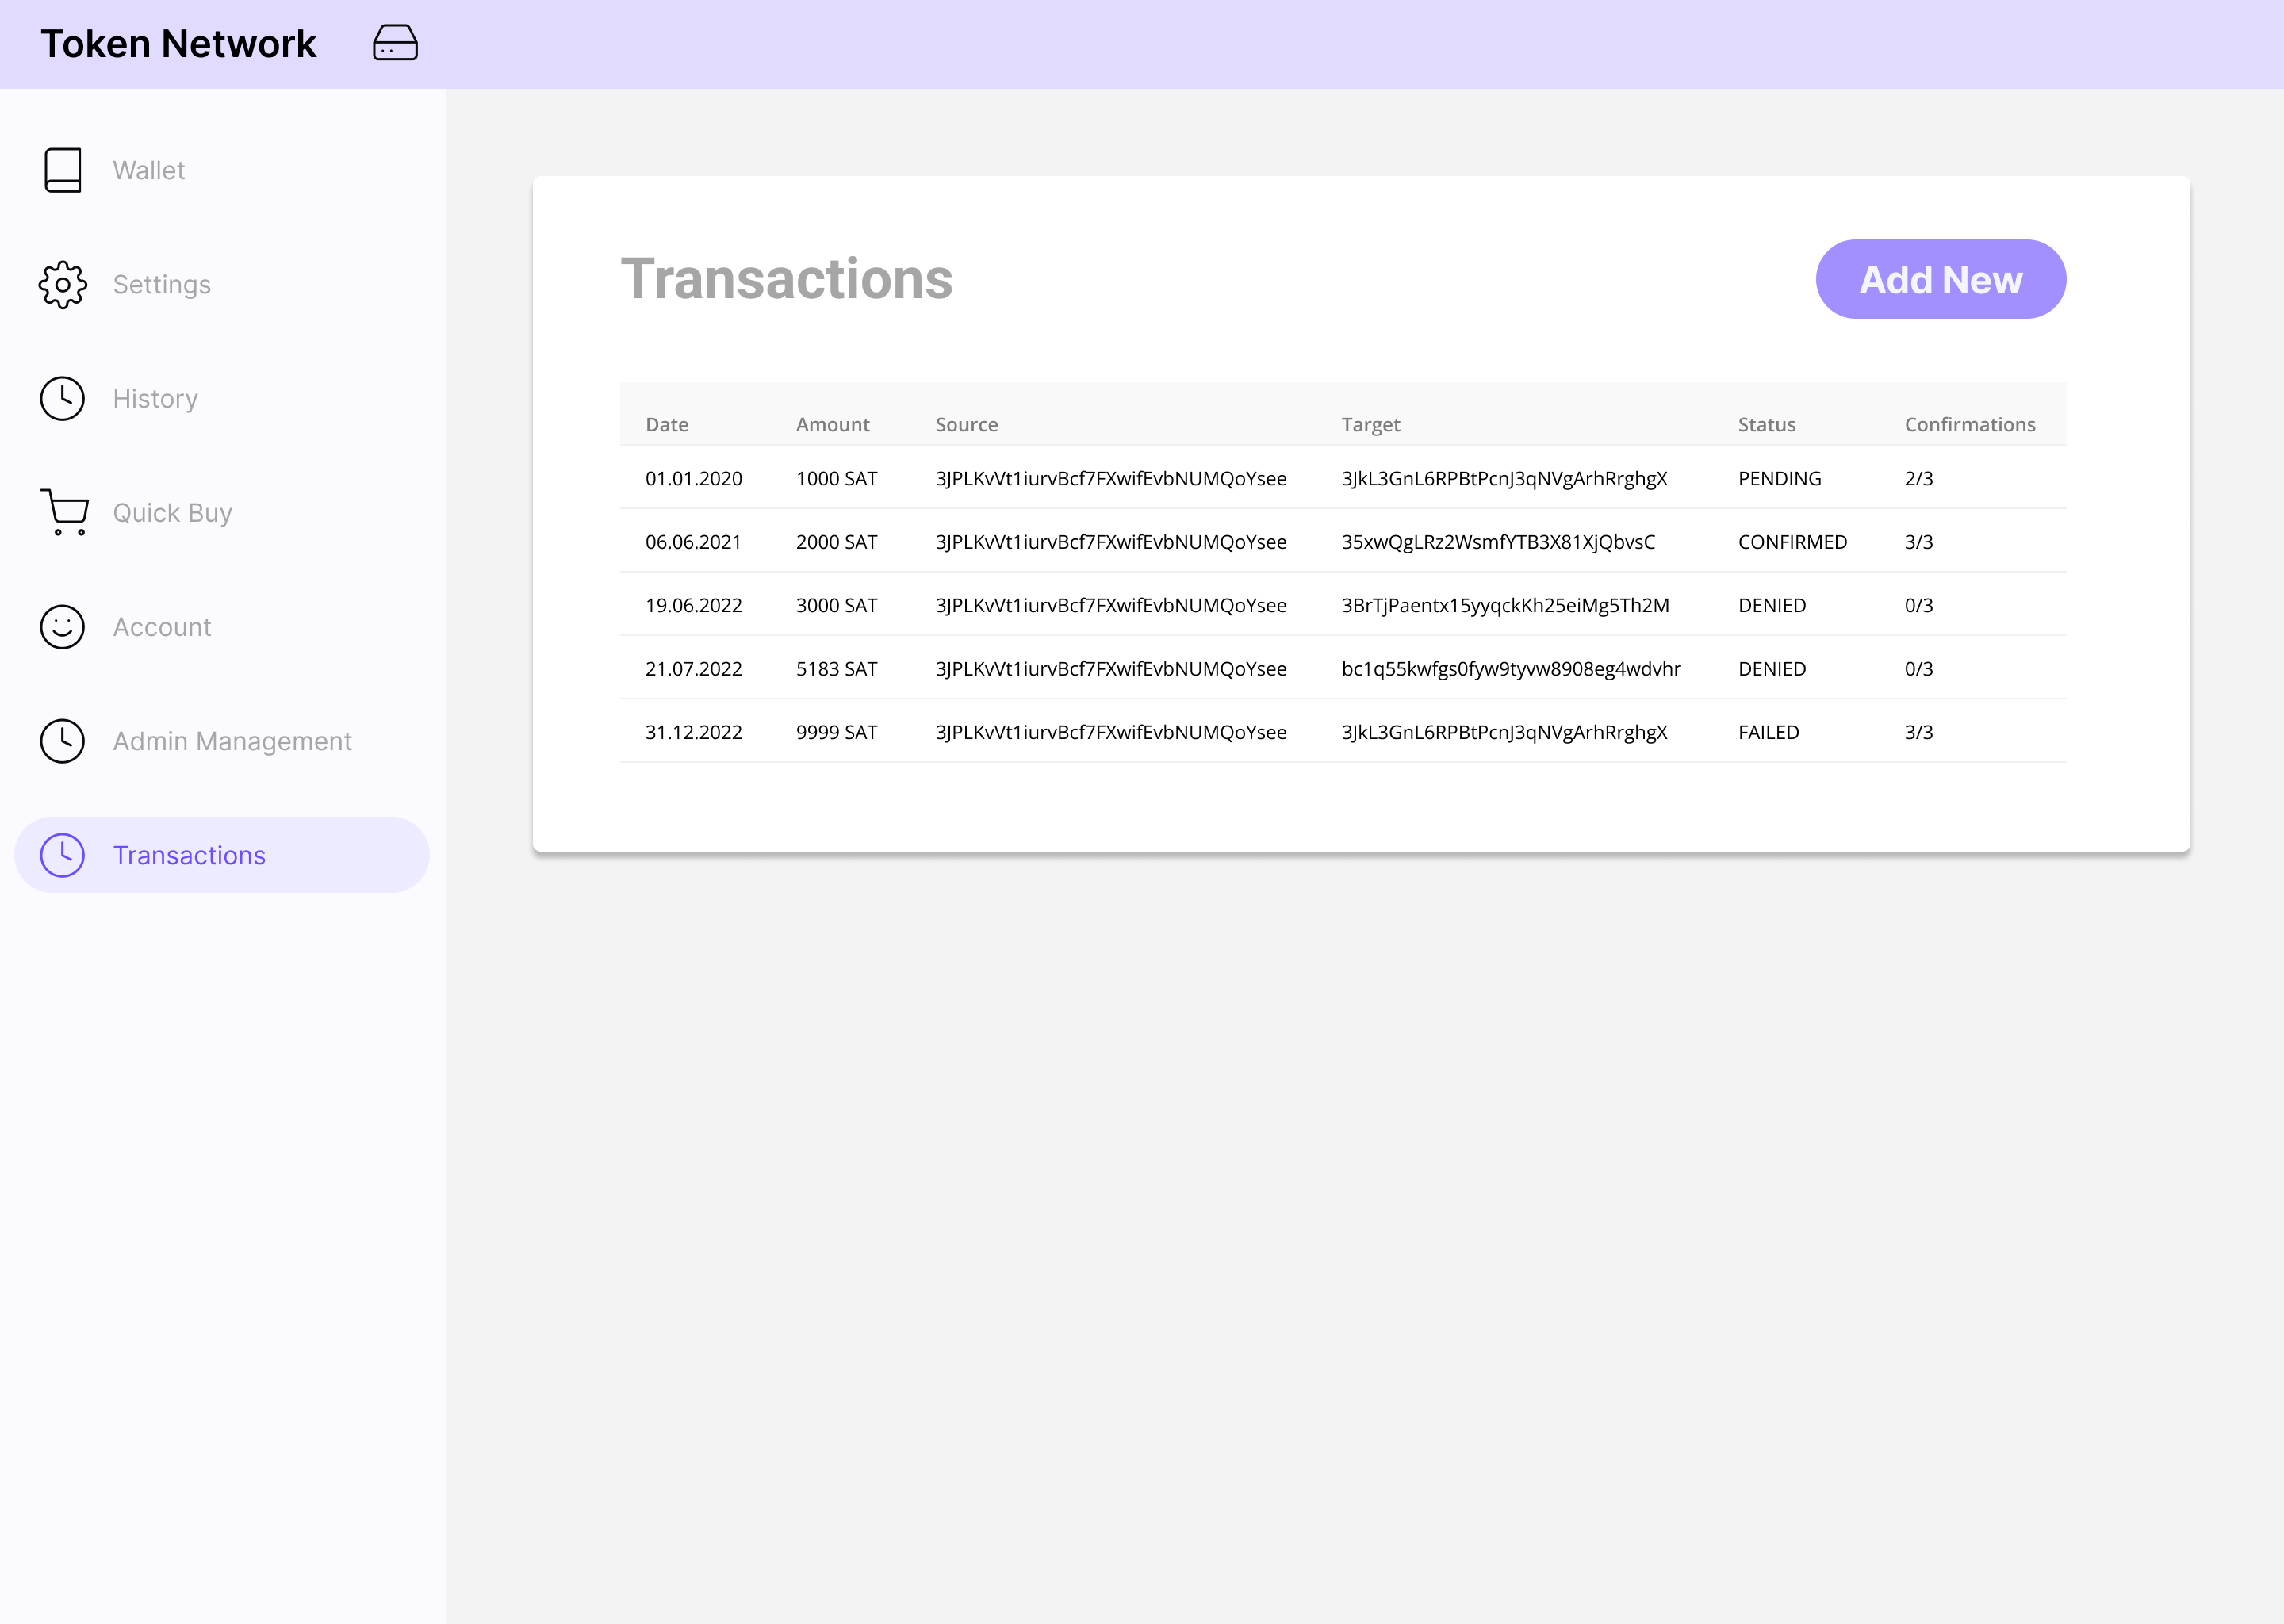 Token Network
Wallet
Settings
History
Quick Buy
Account
Admin Management
Transactions
Transactions
Add New
Date Amount Source Target Status Confirmations
01.01.2020 1000 SAT 3JPLKvVt1iurvBcf7FXwifEvbNUMQoYsee 3JkL3GnL6RPBtPcnJ3qNVgArhRrghgX PENDING 2/3
06.06.2021 2000 SAT 3JPLKvVt1iurvBcf7FXwifEvbNUMQoYsee 35xwQgLRz2WsmfYTB3X81XjQbvsC CONFIRMED 3/3
19.06.2022 3000 SAT 3JPLKvVt1iurvBcf7FXwifEvbNUMQoYsee 3BrTjPaentx15yyqckKh25eiMg5Th2M DENIED 0/3
21.07.2022 5183 SAT 3JPLKvVt1iurvBcf7FXwifEvbNUMQoYsee bc1q55kwfgs0fyw9tyvw8908eg4wdvhr DENIED 0/3
31.12.2022 9999 SAT 3JPLKvVt1iurvBcf7FXwifEvbNUMQoYsee 3JkL3GnL6RPBtPcnJ3qNVgArhRrghgX FAILED 3/3